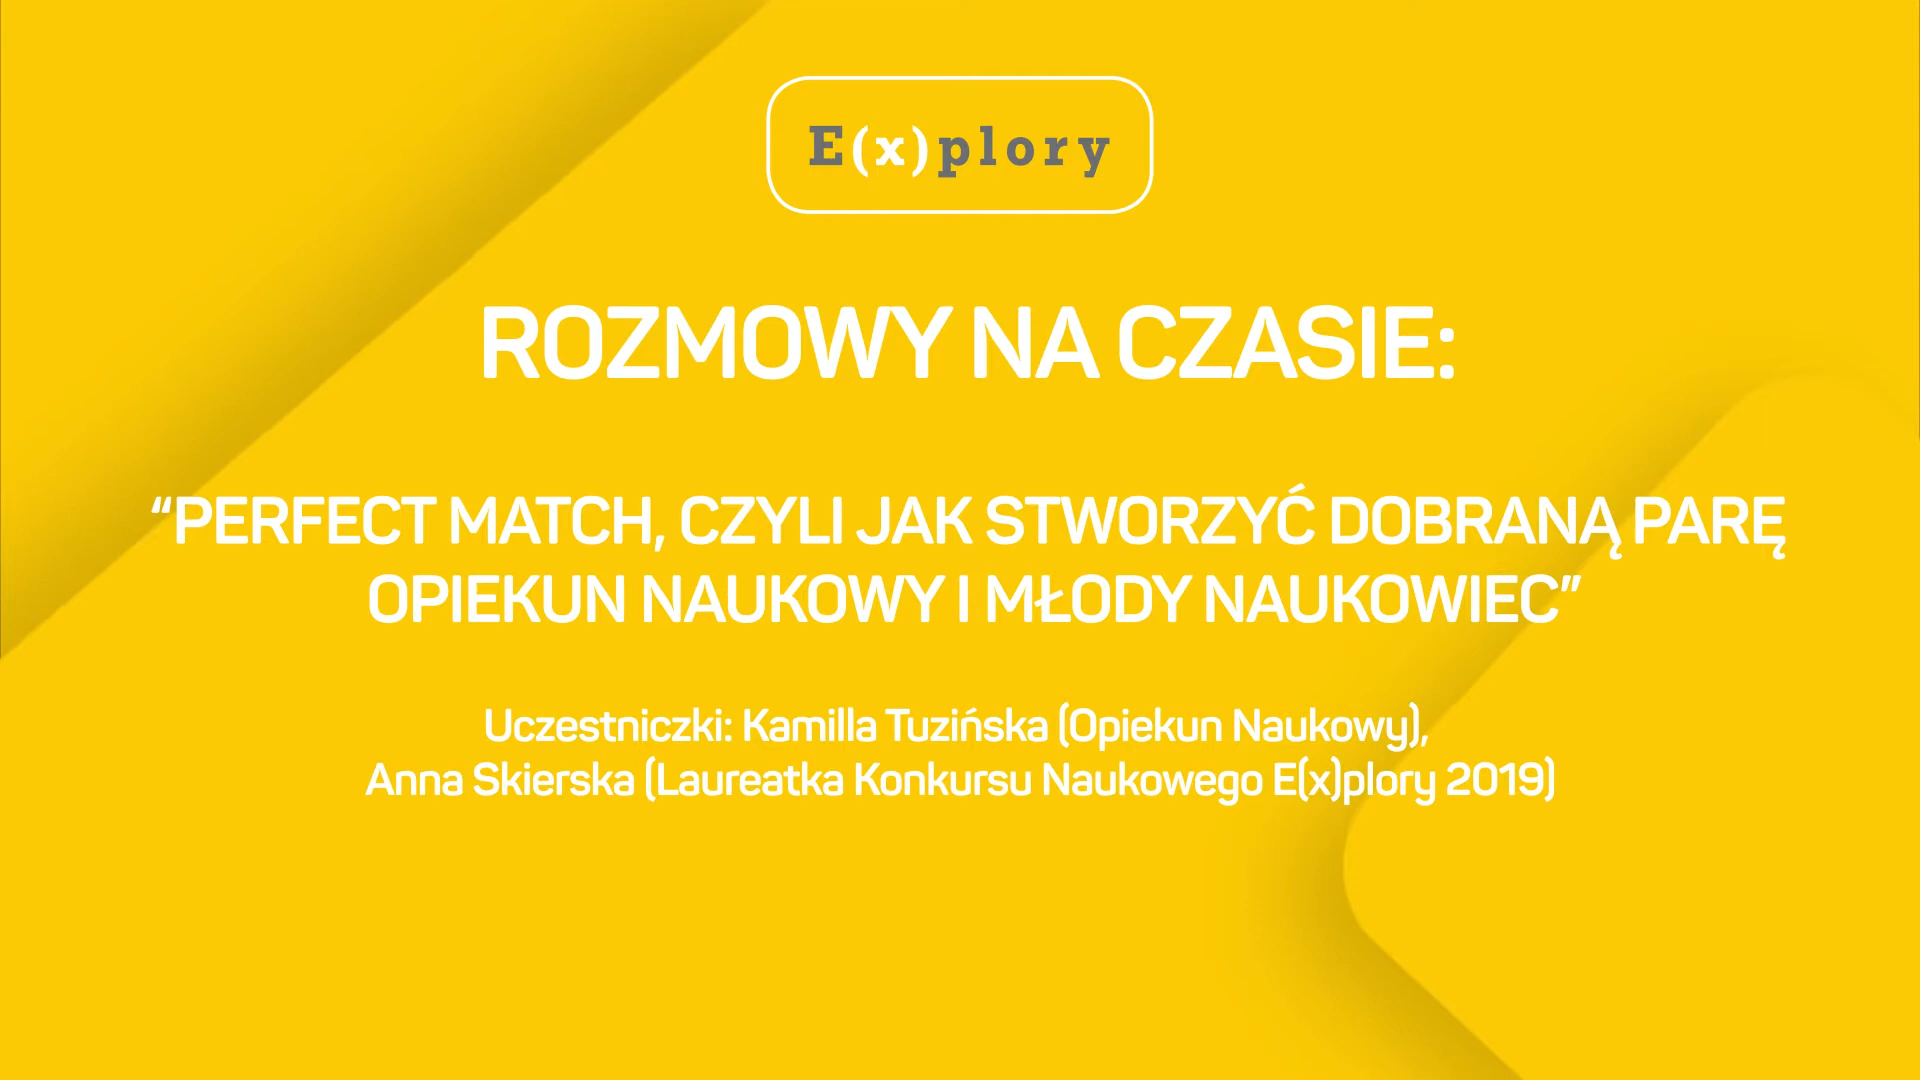 E(x)plory
ROZMOWY NA CZASIE:
“PERFECT MATCH, CZYLI JAK STWORZYĆ DOBRANĄ PARĘ
OPIEKUN NAUKOWY I MŁODY NAUKOWIEC”
Uczestniczki: Kamilla Tuzińska (Opiekun Naukowy),
Anna Skierska (Laureatka Konkursu Naukowego E(x)plory 2019)